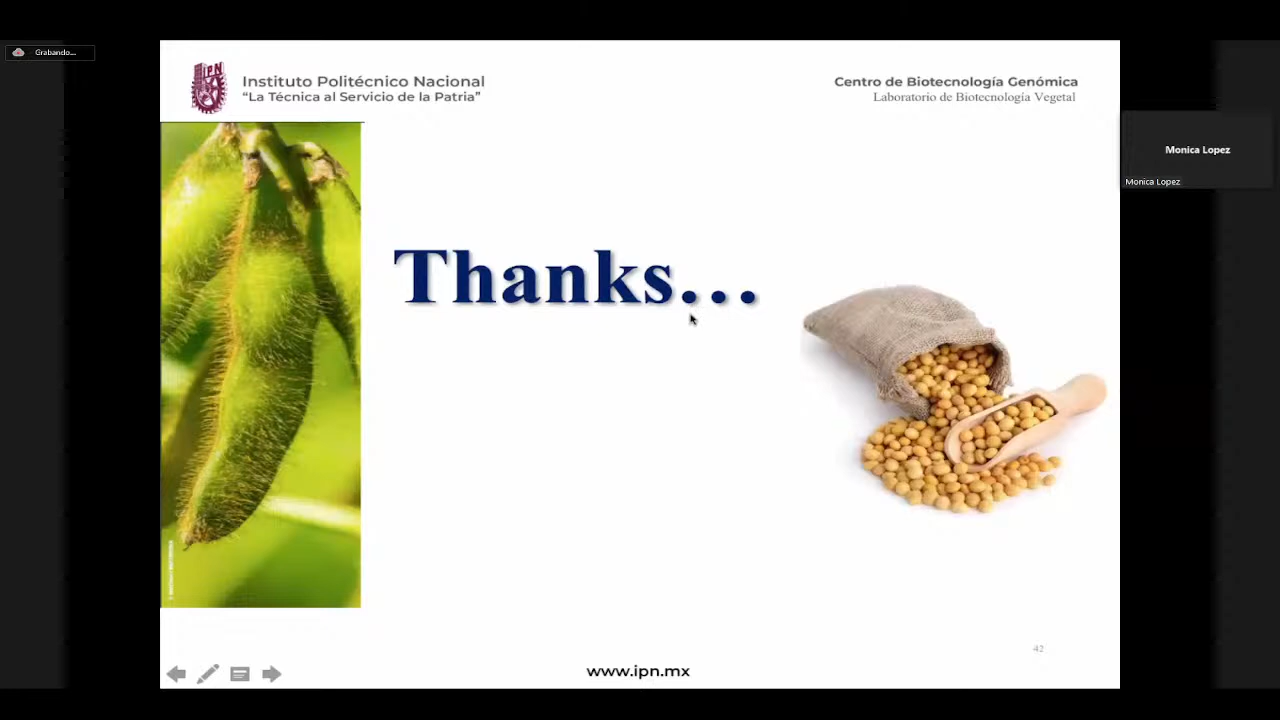 Grabando...
Instituto Politécnico Nacional
“La Técnica al Servicio de la Patria”
Centro de Biotecnología Genómica
Laboratorio de Biotecnología Vegetal
IPN
Monica Lopez
Monica Lopez
Thanks...
42
www.ipn.mx